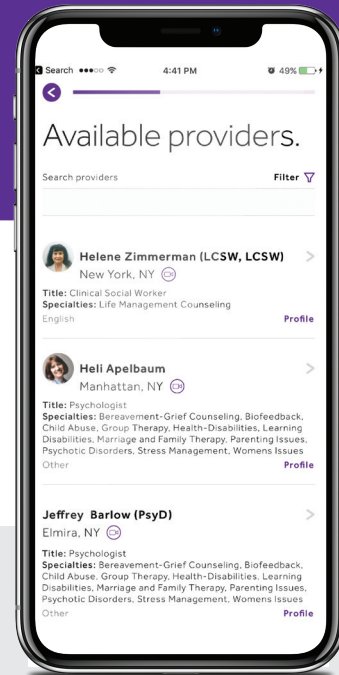 Search
4:41 PM
49%
Available providers.
Search providers
Filter
Helene Zimmerman (LCSW, LCSW)
New York, NY
Title: Clinical Social Worker
Specialties: Life Management Counseling
English
Profile
Heli Apelbaum
Manhattan, NY
Title: Psychologist
Specialties: Bereavement-Grief Counseling, Biofeedback,
Child Abuse, Group Therapy, Health-Disabilities, Learning
Disabilities, Marriage and Family Therapy, Parenting Issues,
Psychotic Disorders, Stress Management, Womens Issues
Other
Profile
Jeffrey Barlow (PsyD)
Elmira, NY
Title: Psychologist
Specialties: Bereavement-Grief Counseling, Biofeedback,
Child Abuse, Group Therapy, Health-Disabilities. Learning
Disabilities, Marriage and Family Therapy, Parenting Issues,
Psychotic Disorders, Stress Management, Womens Issues
Other
Profile